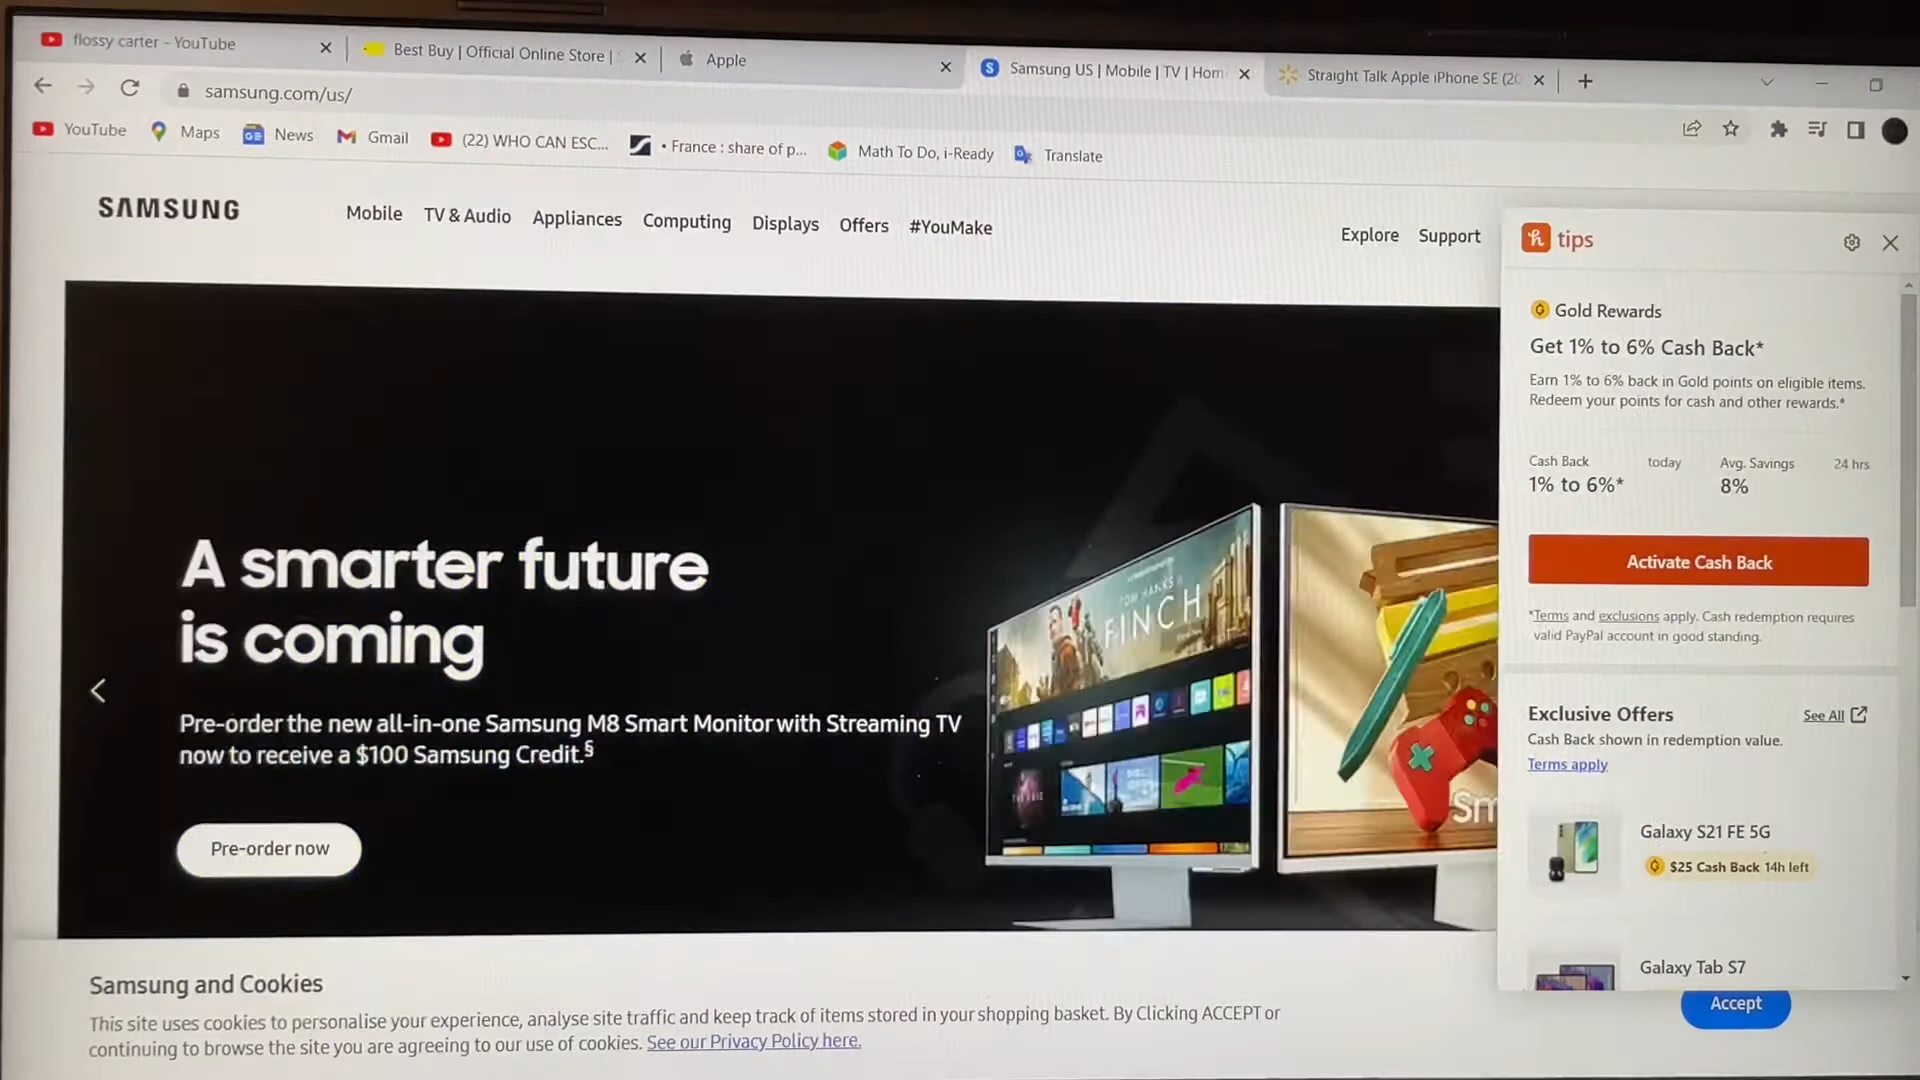 flossy carter - YouTube
Best Buy | Official Online Store |
Apple
Samsung US | Mobile | TV | Hom
Straight Talk Apple iPhone SE (20
samsung.com/us/
YouTube
Maps
News
Gmail
(22) WHO CAN ESC...
• France : share of p...
Math To Do, i-Ready
Translate
SAMSUNG
Mobile
TV & Audio
Appliances
Computing
Displays
Offers
#YouMake
Explore
Support
tips
Gold Rewards
Get 1% to 6% Cash Back*
Earn 1% to 6% back in Gold points on eligible items.
Redeem your points for cash and other rewards.*
Cash Back today
1% to 6%*
Avg. Savings 24 hrs
8%
Activate Cash Back
*Terms and exclusions apply. Cash redemption requires
valid PayPal account in good standing.
Exclusive Offers
See All
Cash Back shown in redemption value.
Terms apply
Galaxy S21 FE 5G
$25 Cash Back 14h left
Galaxy Tab S7
A smarter future
is coming
Pre-order the new all-in-one Samsung M8 Smart Monitor with Streaming TV
now to receive a $100 Samsung Credit.§
Pre-order now
TOM HANKS
FINCH
Sm
Samsung and Cookies
This site uses cookies to personalise your experience, analyse site traffic and keep track of items stored in your shopping basket. By Clicking ACCEPT or
continuing to browse the site you are agreeing to our use of cookies. See our Privacy Policy here.
Accept